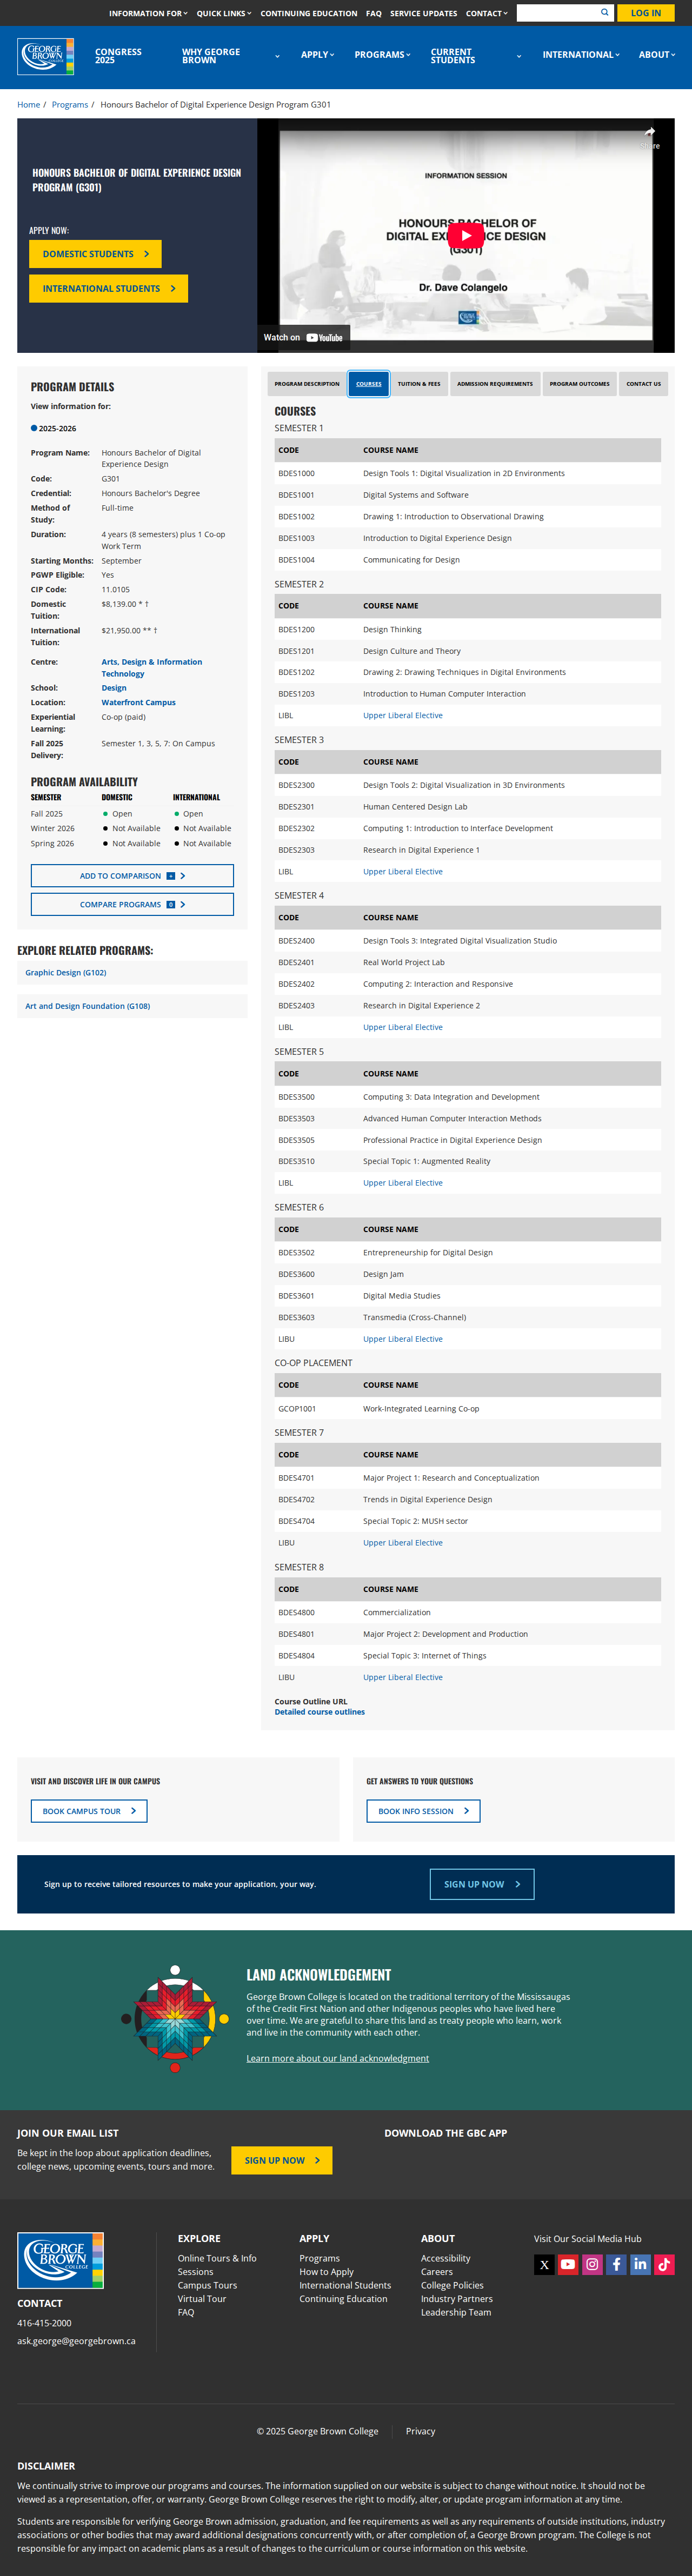 INFORMATION FOR QUICK LINKS CONTINUING EDUCATION FAQ SERVICE UPDATES CONTACT LOG IN
GEORGE BROWN COLLEGE
CONGRESS 2025 WHY GEORGE BROWN APPLY PROGRAMS CURRENT STUDENTS INTERNATIONAL ABOUT
Home / Programs / Honours Bachelor of Digital Experience Design Program G301
HONOURS BACHELOR OF DIGITAL EXPERIENCE DESIGN
PROGRAM (G301)
APPLY NOW:
DOMESTIC STUDENTS
INTERNATIONAL STUDENTS
INFORMATION SESSION
HONOURS BACHELOR OF
DIGITAL EXPERIENCE DESIGN
(G301)
Dr. Dave Colangelo
Watch on YouTube
PROGRAM DETAILS
View information for:
2025-2026
Program Name: Honours Bachelor of Digital
Experience Design
Code: G301
Credential: Honours Bachelor's Degree
Method of Study: Full-time
Duration: 4 years (8 semesters) plus 1 Co-op
Work Term
Starting Months: September
PGWP Eligible: Yes
CIP Code: 11.0105
Domestic Tuition: $8,139.00 * †
International Tuition: $21,950.00 ** †
Centre: Arts, Design & Information
Technology
School: Design
Location: Waterfront Campus
Experiential Learning: Co-op (paid)
Fall 2025 Delivery: Semester 1, 3, 5, 7: On Campus
PROGRAM AVAILABILITY
SEMESTER DOMESTIC INTERNATIONAL
Fall 2025 Open Open
Winter 2026 Not Available Not Available
Spring 2026 Not Available Not Available
ADD TO COMPARISON +
COMPARE PROGRAMS 0
EXPLORE RELATED PROGRAMS:
Graphic Design (G102)
Art and Design Foundation (G108)
PROGRAM DESCRIPTION COURSES TUITION & FEES ADMISSION REQUIREMENTS PROGRAM OUTCOMES CONTACT US
COURSES
SEMESTER 1
CODE COURSE NAME
BDES1000 Design Tools 1: Digital Visualization in 2D Environments
BDES1001 Digital Systems and Software
BDES1002 Drawing 1: Introduction to Observational Drawing
BDES1003 Introduction to Digital Experience Design
BDES1004 Communicating for Design
SEMESTER 2
CODE COURSE NAME
BDES1200 Design Thinking
BDES1201 Design Culture and Theory
BDES1202 Drawing 2: Drawing Techniques in Digital Environments
BDES1203 Introduction to Human Computer Interaction
LIBL Upper Liberal Elective
SEMESTER 3
CODE COURSE NAME
BDES2300 Design Tools 2: Digital Visualization in 3D Environments
BDES2301 Human Centered Design Lab
BDES2302 Computing 1: Introduction to Interface Development
BDES2303 Research in Digital Experience 1
LIBL Upper Liberal Elective
SEMESTER 4
CODE COURSE NAME
BDES2400 Design Tools 3: Integrated Digital Visualization Studio
BDES2401 Real World Project Lab
BDES2402 Computing 2: Interaction and Responsive
BDES2403 Research in Digital Experience 2
LIBL Upper Liberal Elective
SEMESTER 5
CODE COURSE NAME
BDES3500 Computing 3: Data Integration and Development
BDES3503 Advanced Human Computer Interaction Methods
BDES3505 Professional Practice in Digital Experience Design
BDES3510 Special Topic 1: Augmented Reality
LIBL Upper Liberal Elective
SEMESTER 6
CODE COURSE NAME
BDES3502 Entrepreneurship for Digital Design
BDES3600 Design Jam
BDES3601 Digital Media Studies
BDES3603 Transmedia (Cross-Channel)
LIBU Upper Liberal Elective
CO-OP PLACEMENT
CODE COURSE NAME
GCOP1001 Work-Integrated Learning Co-op
SEMESTER 7
CODE COURSE NAME
BDES4701 Major Project 1: Research and Conceptualization
BDES4702 Trends in Digital Experience Design
BDES4704 Special Topic 2: MUSH sector
LIBU Upper Liberal Elective
SEMESTER 8
CODE COURSE NAME
BDES4800 Commercialization
BDES4801 Major Project 2: Development and Production
BDES4804 Special Topic 3: Internet of Things
LIBU Upper Liberal Elective
Course Outline URL
Detailed course outlines
VISIT AND DISCOVER LIFE IN OUR CAMPUS
BOOK CAMPUS TOUR
GET ANSWERS TO YOUR QUESTIONS
BOOK INFO SESSION
Sign up to receive tailored resources to make your application, your way.
SIGN UP NOW
LAND ACKNOWLEDGEMENT
George Brown College is located on the traditional territory of the Mississaugas
of the Credit First Nation and other Indigenous peoples who have lived here
over time. We are grateful to share this land as treaty people who learn, work
and live in the community with each other.
Learn more about our land acknowledgment
JOIN OUR EMAIL LIST
Be kept in the loop about application deadlines,
college news, upcoming events, tours and more.
SIGN UP NOW
DOWNLOAD THE GBC APP
GEORGE BROWN COLLEGE
CONTACT
416-415-2000
ask.george@georgebrown.ca
EXPLORE
Online Tours & Info
Sessions
Campus Tours
Virtual Tour
FAQ
APPLY
Programs
How to Apply
International Students
Continuing Education
ABOUT
Accessibility
Careers
College Policies
Industry Partners
Leadership Team
Visit Our Social Media Hub
© 2025 George Brown College Privacy
DISCLAIMER
We continually strive to improve our programs and courses. The information supplied on our website is subject to change without notice. It should not be
viewed as a representation, offer, or warranty. George Brown College reserves the right to modify, alter, or update program information at any time.
Students are responsible for verifying George Brown admission, graduation, and fee requirements as well as any requirements of outside institutions, industry
associations or other bodies that may award additional designations concurrently with, or after completion of, a George Brown program. The College is not
responsible for any impact on academic plans as a result of changes to the curriculum or course information on this website.